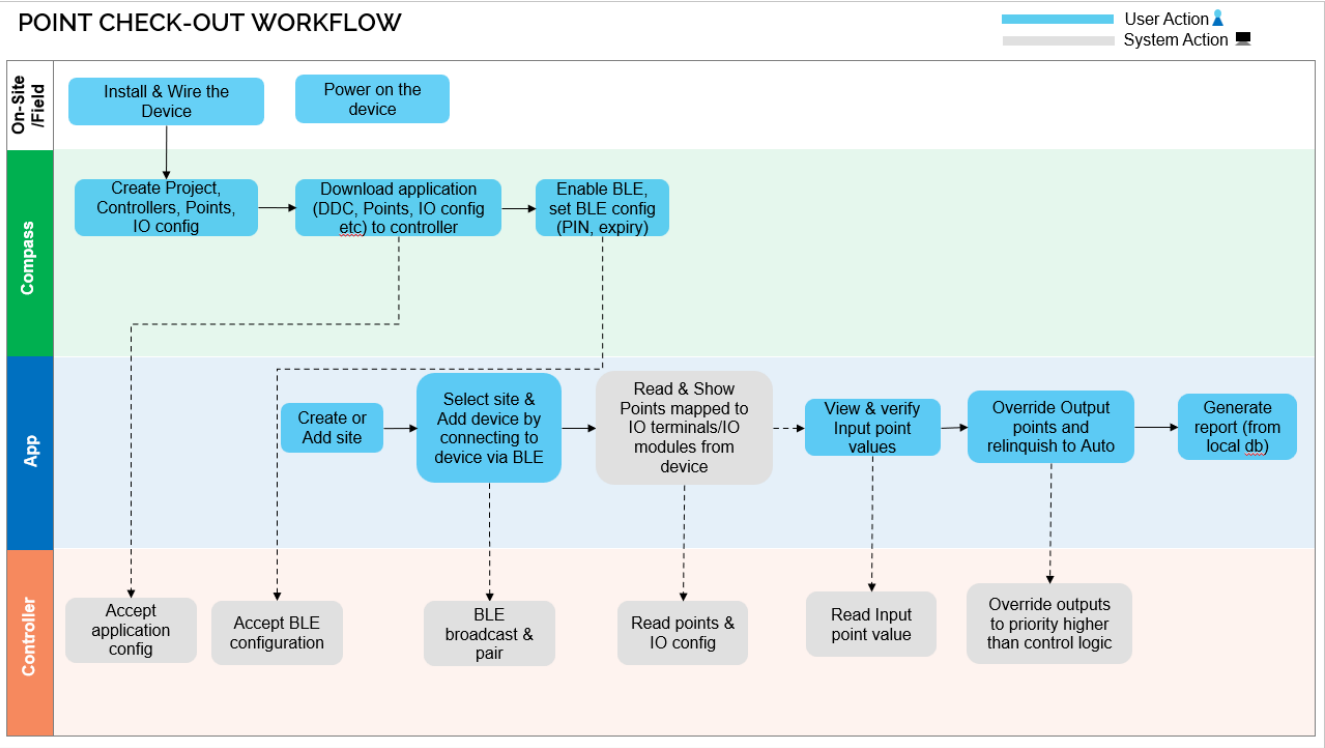 POINT CHECK-OUT WORKFLOW
User Action
System Action
On-Site
/Field
Install & Wire the
Device
Power on the
device
Compass
Create Project,
Controllers, Points,
IO config
Download application
(DDC, Points, IO config
etc) to controller
Enable BLE,
set BLE config
(PIN, expiry)
App
Create or
Add site
Select site &
Add device by
connecting to
device via BLE
Read & Show
Points mapped to
IO terminals/IO
modules from
device
View & verify
Input point
values
Override Output
points and
relinquish to Auto
Generate
report (from
local db)
Controller
Accept
application
config
Accept BLE
configuration
BLE
broadcast &
pair
Read points &
IO config
Read Input
point value
Override outputs
to priority higher
than control logic